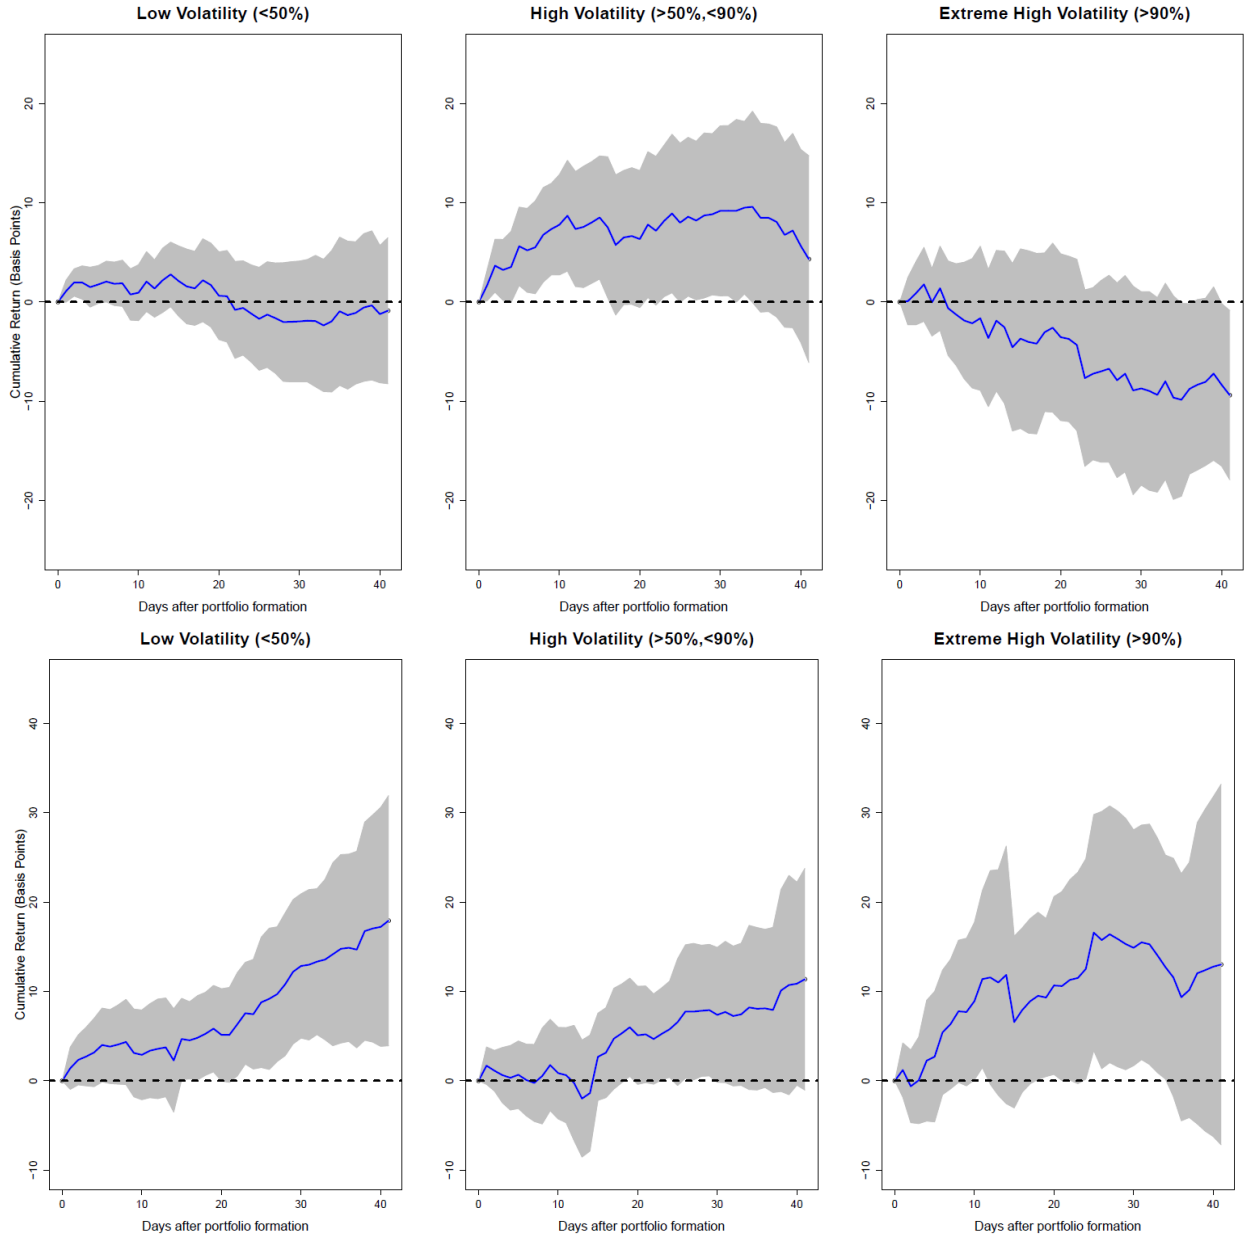 Low Volatility (<50%)
High Volatility (>50%,<90%)
Extreme High Volatility (>90%)
Cumulative Return (Basis Points)
20
10
0
−10
−20
20
10
0
−10
−20
20
10
0
−10
−20
0 10 20 30 40
0 10 20 30 40
0 10 20 30 40
Days after portfolio formation
Days after portfolio formation
Days after portfolio formation
Low Volatility (<50%)
High Volatility (>50%,<90%)
Extreme High Volatility (>90%)
Cumulative Return (Basis Points)
40
30
20
10
0
−10
40
30
20
10
0
−10
40
30
20
10
0
−10
0 10 20 30 40
0 10 20 30 40
0 10 20 30 40
Days after portfolio formation
Days after portfolio formation
Days after portfolio formation